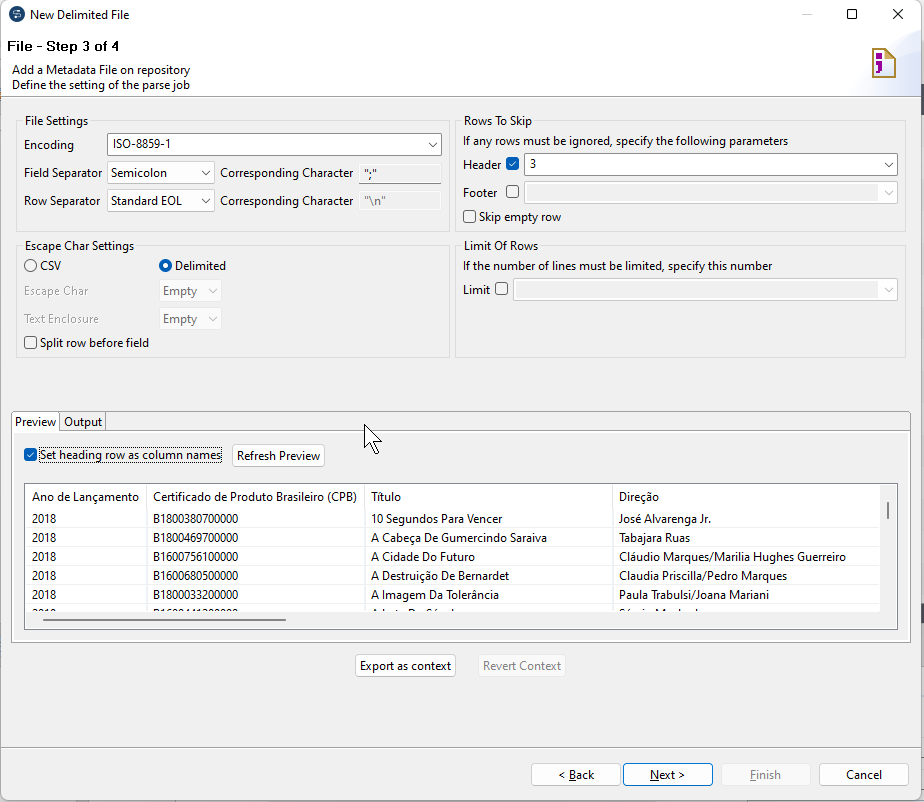 New Delimited File
File - Step 3 of 4
Add a Metadata File on repository
Define the setting of the parse job
File Settings
Encoding ISO-8859-1
Field Separator Semicolon Corresponding Character ";"
Row Separator Standard EOL Corresponding Character "\n"
Rows To Skip
If any rows must be ignored, specify the following parameters
Header 3
Footer
Skip empty row
Escape Char Settings
CSV Delimited
Escape Char Empty
Text Enclosure Empty
Split row before field
Limit Of Rows
If the number of lines must be limited, specify this number
Limit
Preview Output
Set heading row as column names Refresh Preview
Ano de Lançamento Certificado de Produto Brasileiro (CPB) Título Direção
2018 B1800380700000 10 Segundos Para Vencer José Alvarenga Jr.
2018 B1800469700000 A Cabeça De Gumercindo Saraiva Tabajara Ruas
2018 B1600756100000 A Cidade Do Futuro Cláudio Marques/Marilia Hughes Guerreiro
2018 B1600680500000 A Destruição De Bernardet Claudia Priscilla/Pedro Marques
2018 B1800033200000 A Imagem Da Tolerância Paula Trabulsi/Joana Mariani
2018
Export as context Revert Context
< Back Next > Finish Cancel